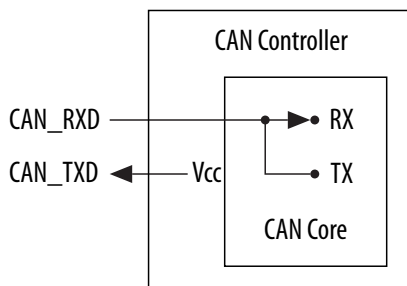 CAN Controller
CAN_RXD
RX
CAN_TXD
Vcc
TX
CAN Core